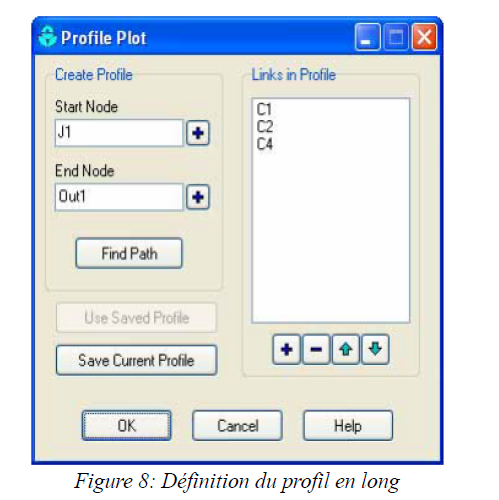 Profile Plot
Create Profile
Start Node
J1
End Node
Out1
Find Path
Use Saved Profile
Save Current Profile
Links in Profile
C1
C2
C4
OK
Cancel
Help
Figure 8: Définition du profil en long